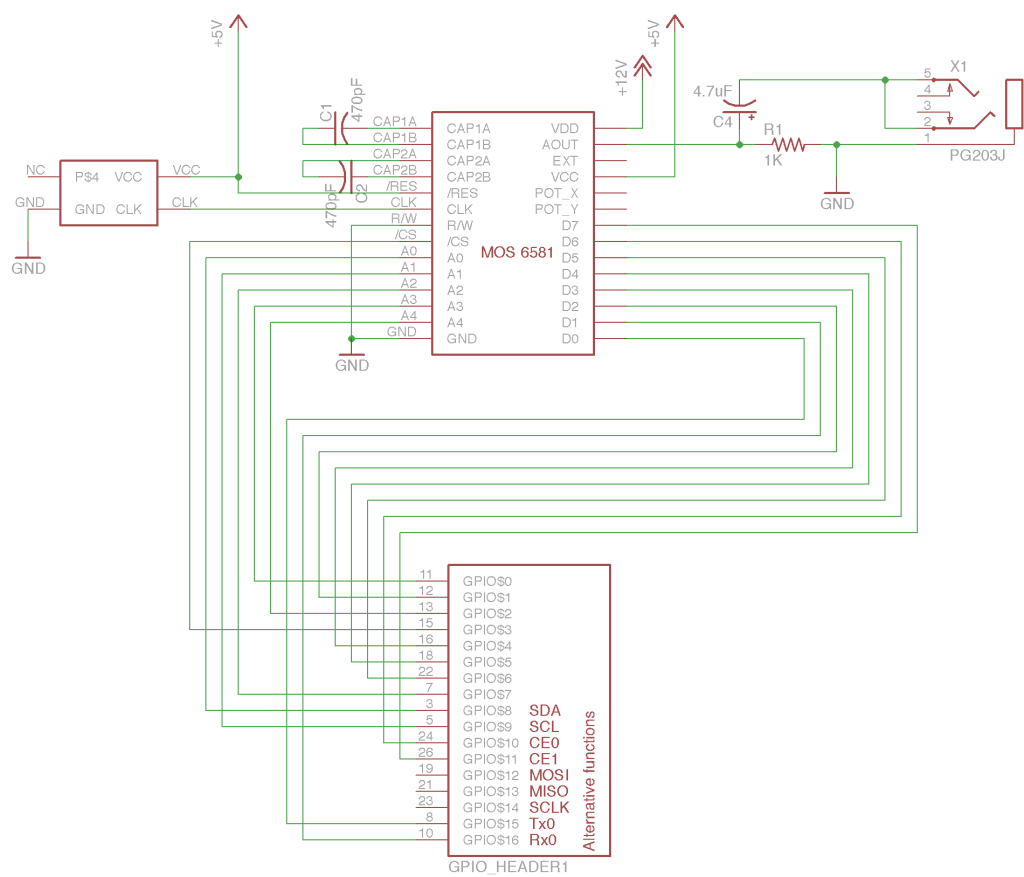 +5V
+5V
+12V
C1
470pF
4.7uF
C4
R1
1K
X1
5
4
3
2
1
PG203J
GND
NC
P$4
VCC
VCC
GND
GND
CLK
CLK
GND
470pF
C2
CAP1A
CAP1A
VDD
CAP1B
CAP1B
AOUT
CAP2A
CAP2A
EXT
CAP2B
CAP2B
VCC
/RES
/RES
POT_X
CLK
CLK
POT_Y
R/W
R/W
D7
/CS
/CS
D6
MOS 6581
A0
A0
D5
A1
A1
D4
A2
A2
D3
A3
A3
D2
A4
A4
D1
GND
GND
D0
GND
11 GPIO$0
12 GPIO$1
13 GPIO$2
15 GPIO$3
16 GPIO$4
18 GPIO$5
22 GPIO$6
7 GPIO$7
3 GPIO$8 SDA
5 GPIO$9 SCL
24 GPIO$10 CE0
26 GPIO$11 CE1
19 GPIO$12 MOSI
21 GPIO$13 MISO
23 GPIO$14 SCLK
8 GPIO$15 Tx0
10 GPIO$16 Rx0
Alternative functions
GPIO_HEADER1